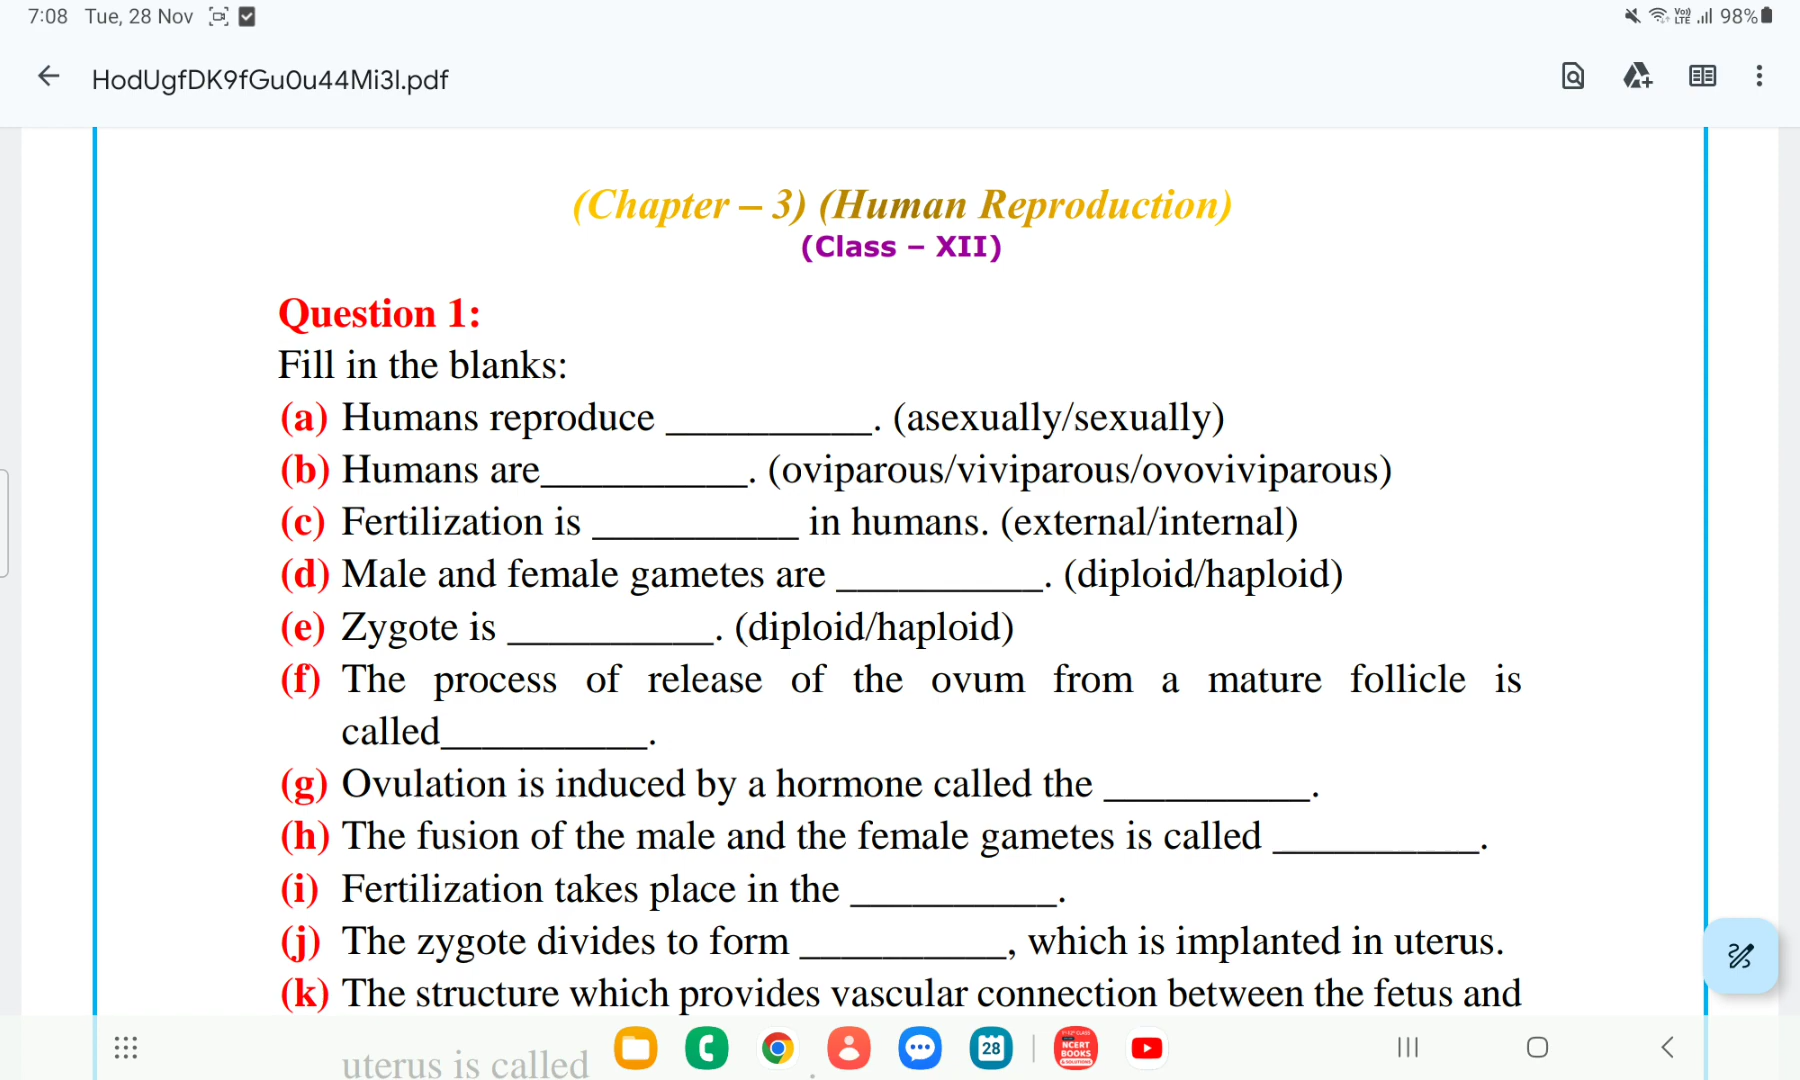 7:08 Tue, 28 Nov
Vo)) LTE 98%
HodUgfDK9fGu0u44Mi3l.pdf
(Chapter – 3) (Human Reproduction)
(Class – XII)
Question 1:
Fill in the blanks:
(a) Humans reproduce __________. (asexually/sexually)
(b) Humans are__________. (oviparous/viviparous/ovoviviparous)
(c) Fertilization is __________ in humans. (external/internal)
(d) Male and female gametes are __________. (diploid/haploid)
(e) Zygote is __________. (diploid/haploid)
(f) The process of release of the ovum from a mature follicle is
called__________.
(g) Ovulation is induced by a hormone called the __________.
(h) The fusion of the male and the female gametes is called __________.
(i) Fertilization takes place in the __________.
(j) The zygote divides to form __________, which is implanted in uterus.
(k) The structure which provides vascular connection between the fetus and
uterus is called .
28
NCERT
BOOKS
& SOLUTIONS